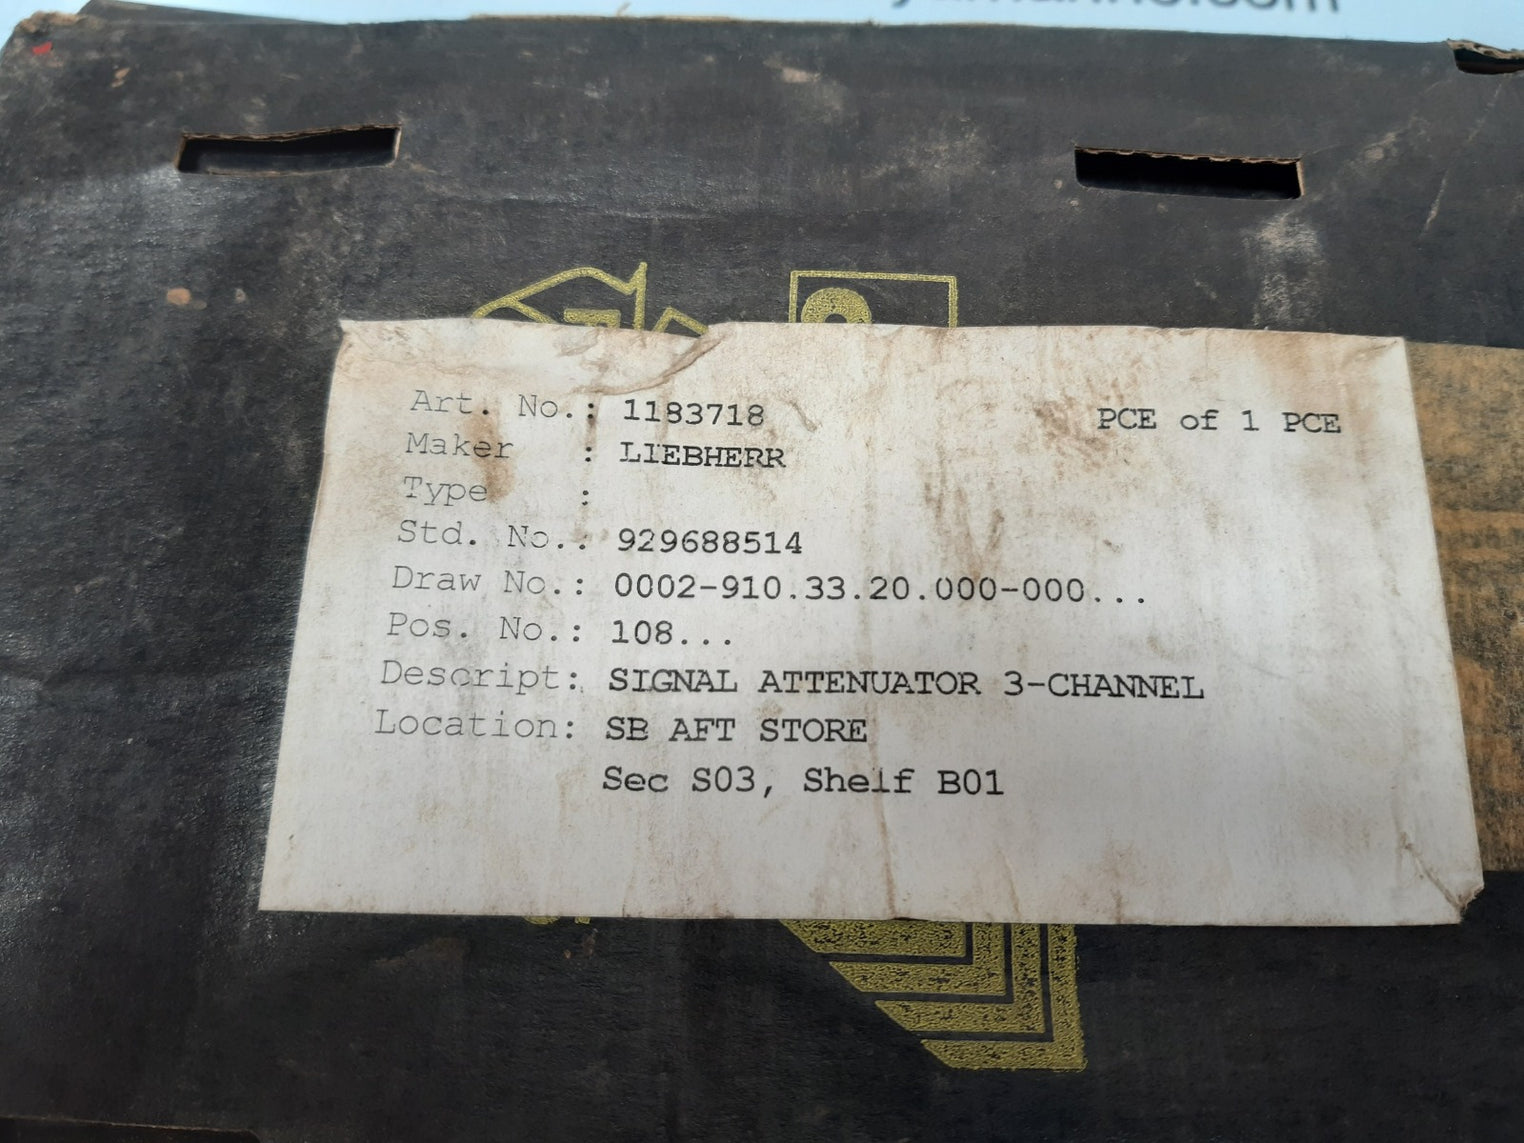 Art. No.: 1183718 PCE of 1 PCE
Maker : LIEBHERR
Type :
Std. No.: 929688514
Draw No.: 0002-910.33.20.000-000...
Pos. No.: 108...
Descript: SIGNAL ATTENUATOR 3-CHANNEL
Location: SB AFT STORE
Sec S03, Shelf B01